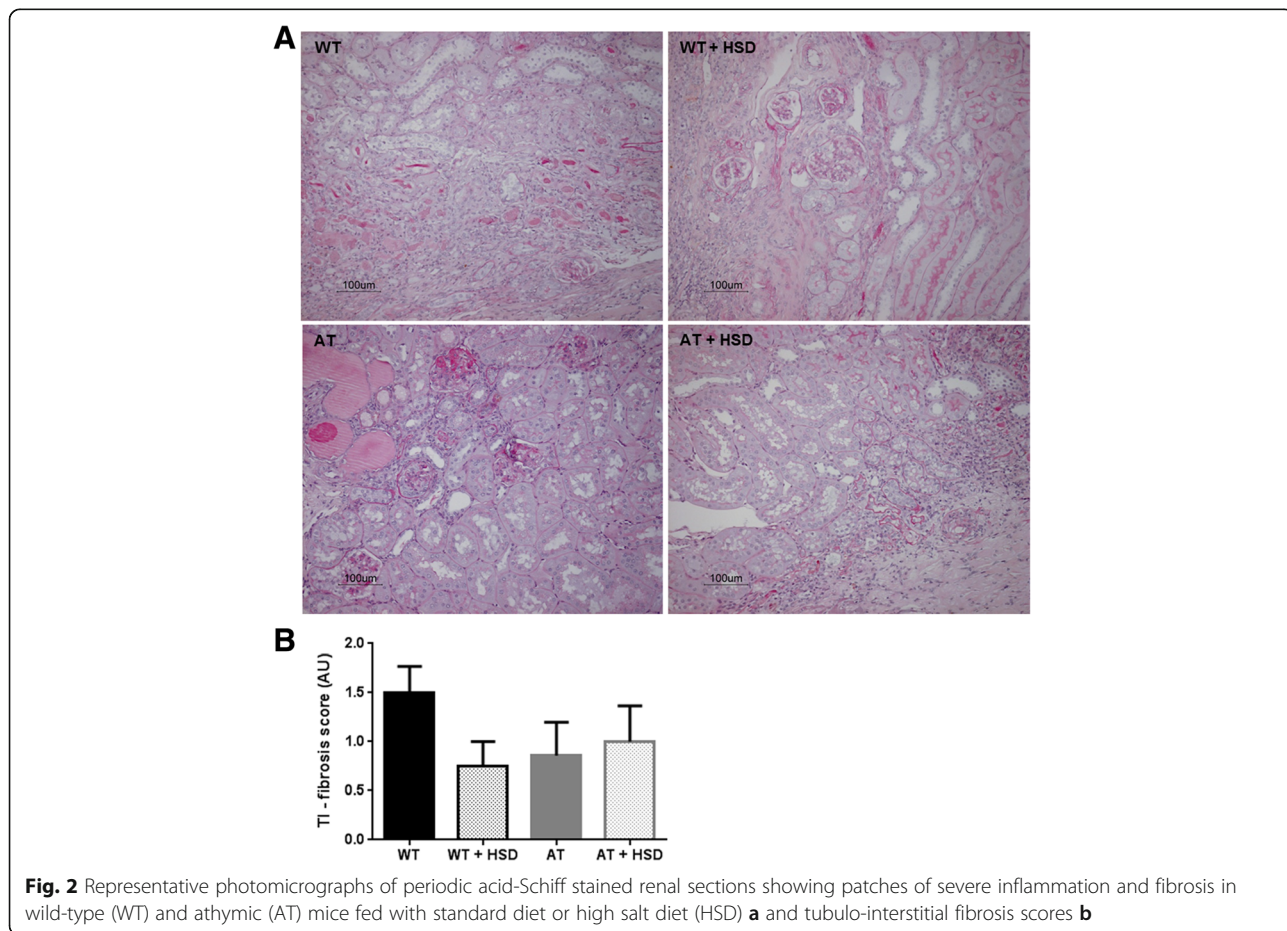 A
WT
WT + HSD
100um
100um
AT
AT + HSD
100um
100um
B
TI - fibrosis score (AU)
2.0
1.5
1.0
0.5
0.0
WT WT + HSD AT AT + HSD
Fig. 2 Representative photomicrographs of periodic acid-Schiff stained renal sections showing patches of severe inflammation and fibrosis in
wild-type (WT) and athymic (AT) mice fed with standard diet or high salt diet (HSD) a and tubulo-interstitial fibrosis scores b